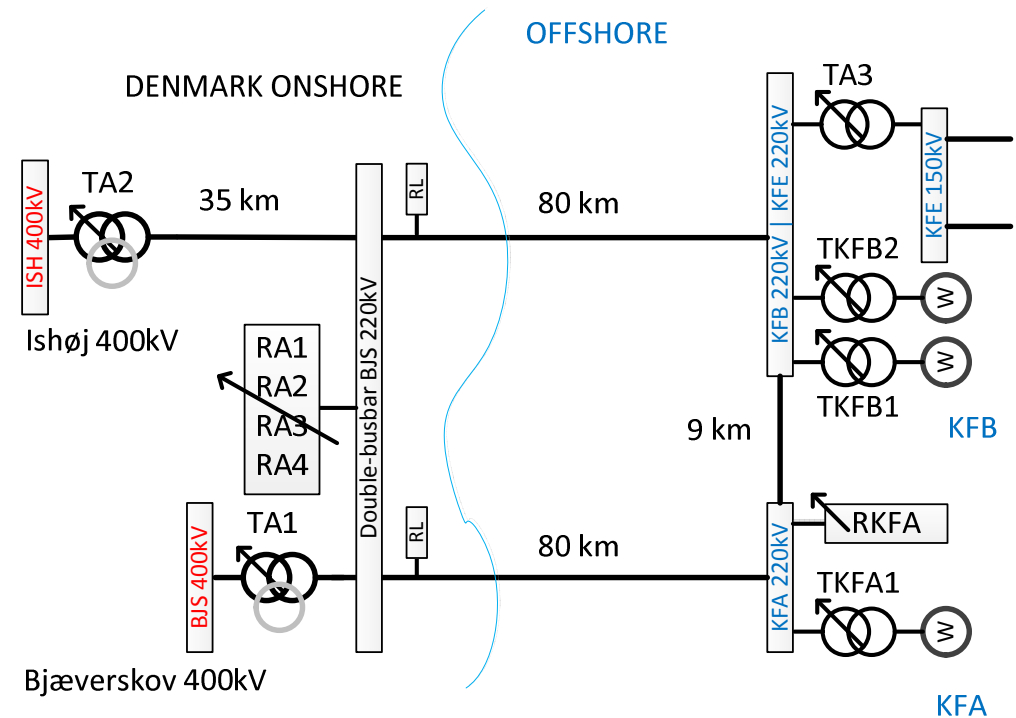 OFFSHORE
DENMARK ONSHORE
TA3
TA2
35 km
RL
80 km
ISH 400kV
KFB 220kV | KFE 220kV
KFE 150kV
TKFB2
W
Ishøj 400kV
RA1
RA2
RA3
RA4
Double-busbar BJS 220kV
W
TKFB1
KFB
9 km
BJS 400kV
TA1
RL
80 km
KFA 220kV
RKFA
TKFA1
W
Bjæverskov 400kV
KFA